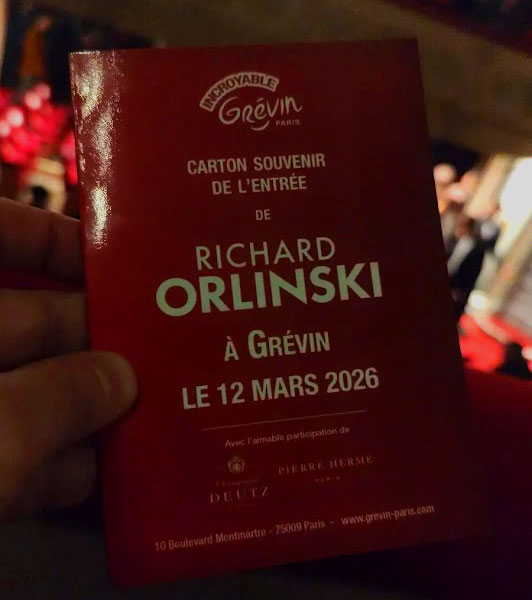 INCROYABLE
Grévin
PARIS
CARTON SOUVENIR
DE L'ENTRÉE
DE
RICHARD
ORLINSKI
À GRÉVIN
LE 12 MARS 2026
Avec l'aimable participation de
Champagne
DEUTZ
PIERRE HERMÉ
PARIS
10 Boulevard Montmartre - 75009 Paris - www.grevin-paris.com